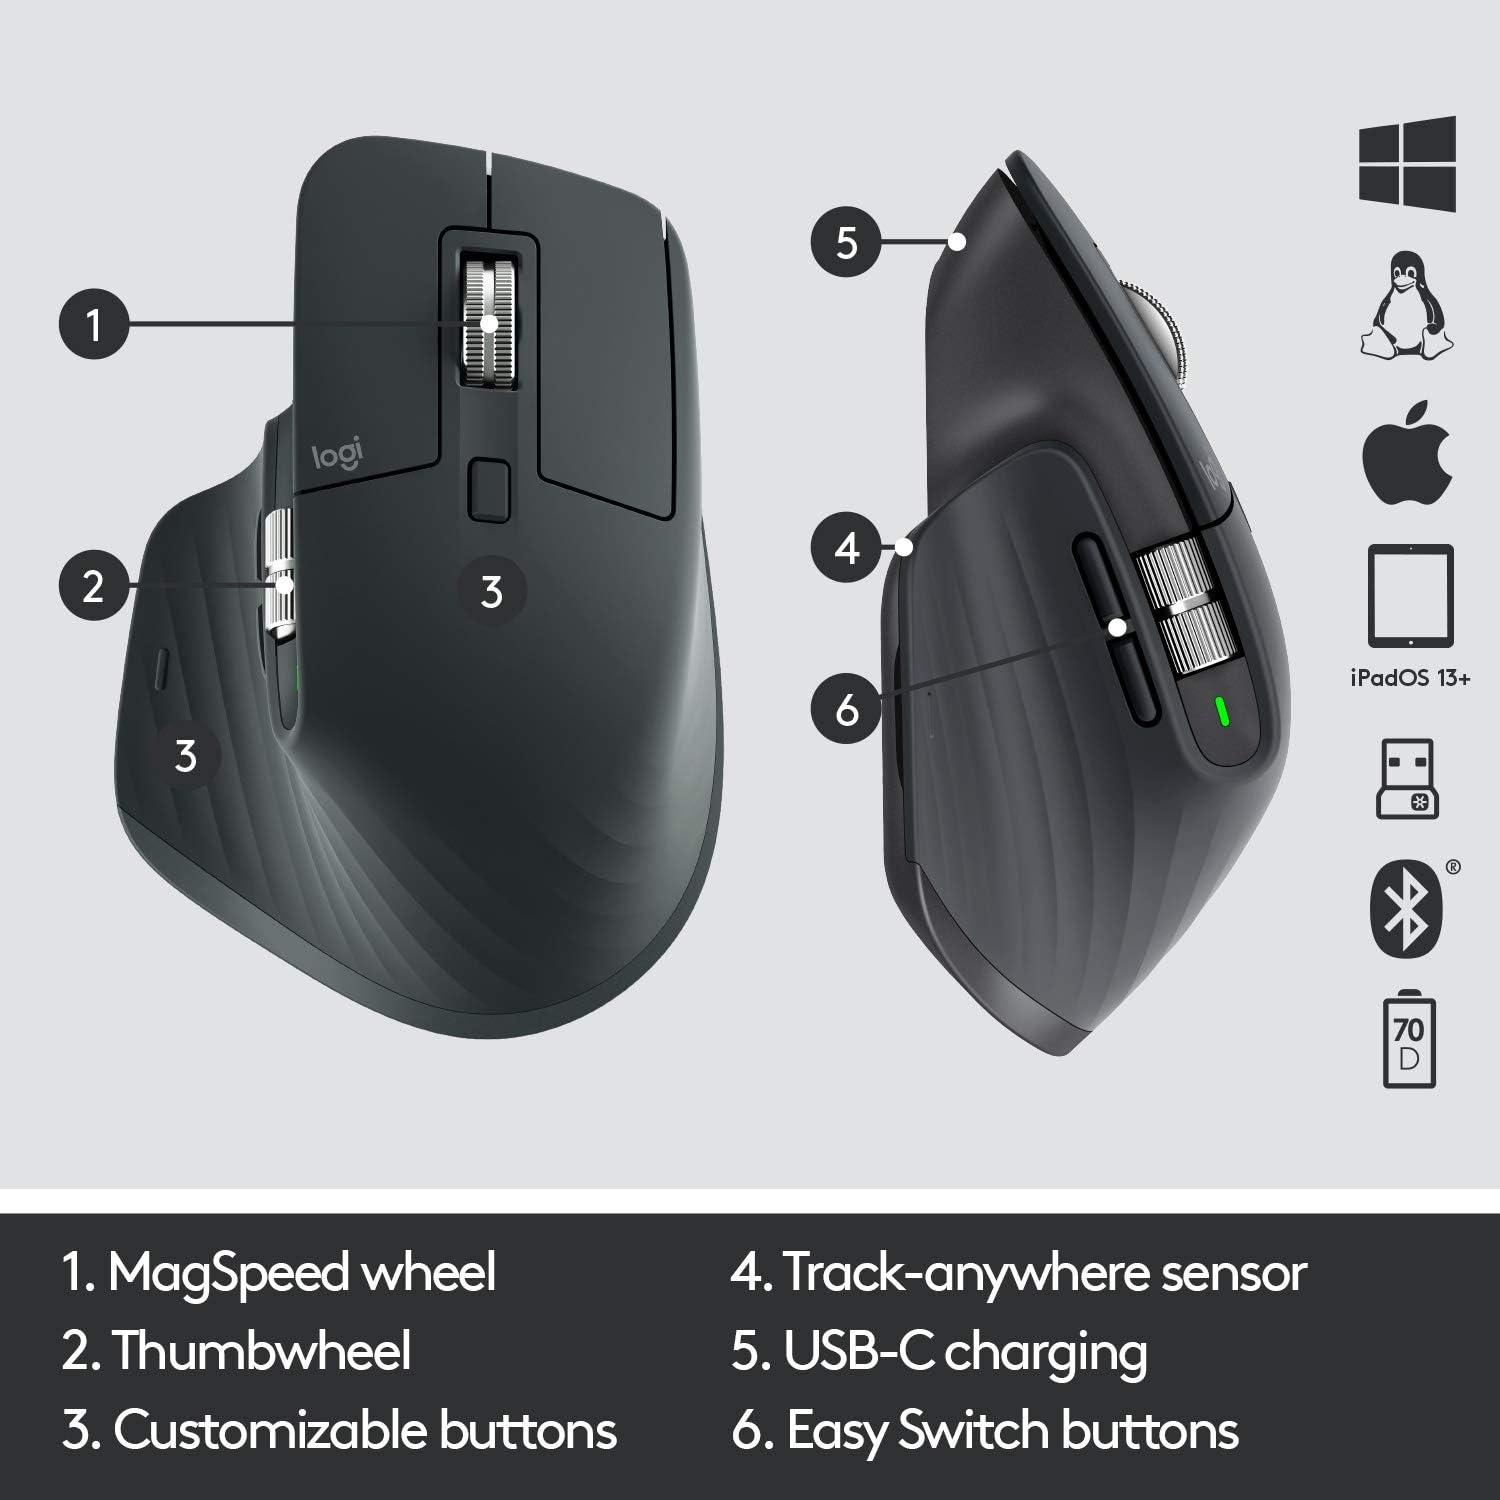 1
logi
2
3
3
5
4
6
logi
iPadOS 13+
®
70
D
1. MagSpeed wheel
2. Thumbwheel
3. Customizable buttons
4. Track-anywhere sensor
5. USB-C charging
6. Easy Switch buttons